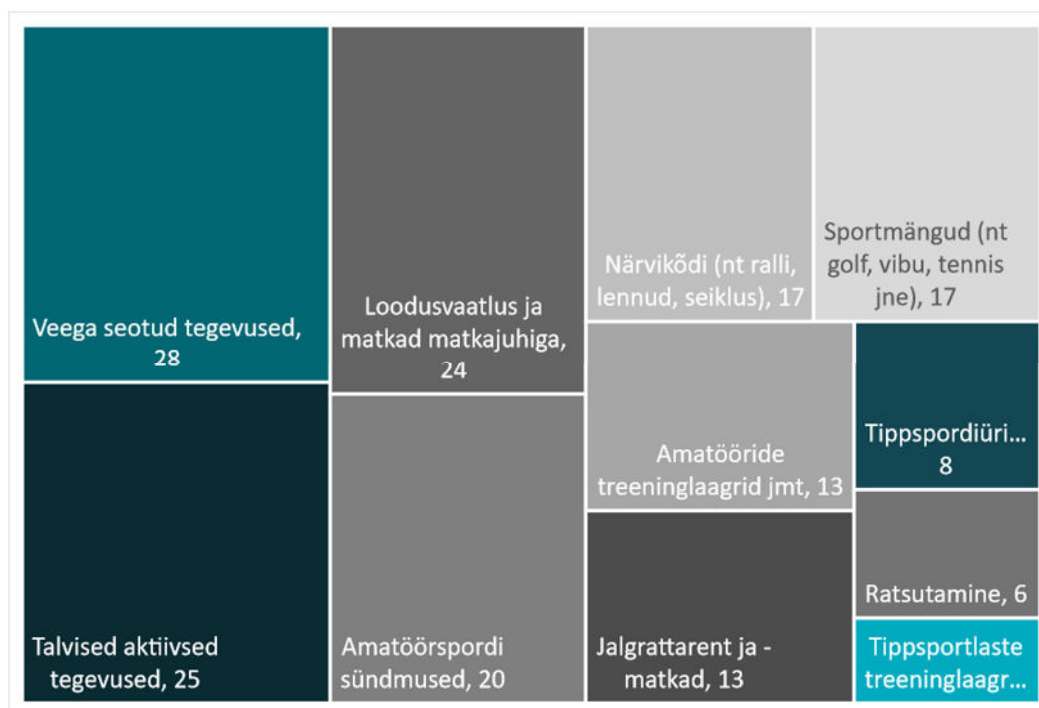 Veega seotud tegevused,
28
Talvised aktiivsed
tegevused, 25
Loodusvaatlus ja
matkad matkajuhiga,
24
Amatöörspordi
sündmused, 20
Närvikõdi (nt ralli,
lennud, seiklus), 17
Sportmängud (nt
golf, vibu, tennis
jne), 17
Amatööride
treeninglaagrid jmt, 13
Jalgrattarent ja -
matkad, 13
Tippspordiüri...
8
Ratsutamine, 6
Tippsportlaste
treeninglaagr...